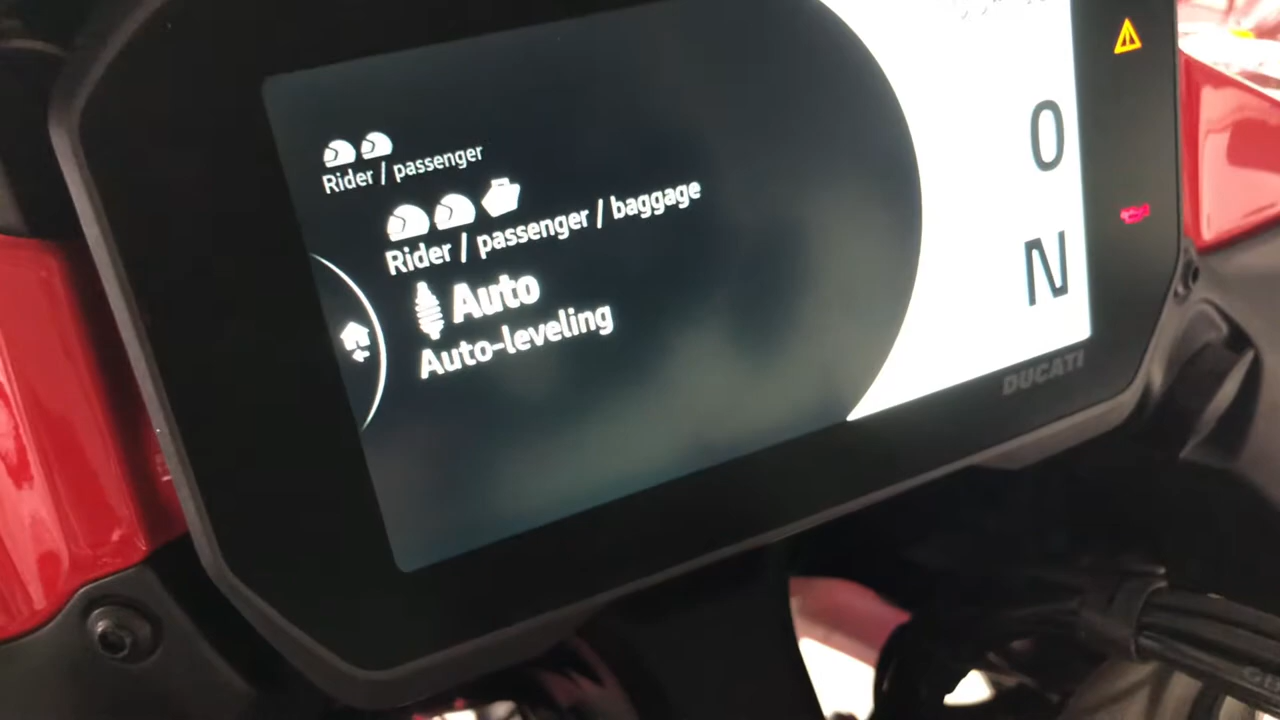 Rider / passenger
Rider / passenger / baggage
Auto
Auto-leveling
0
N
DUCATI